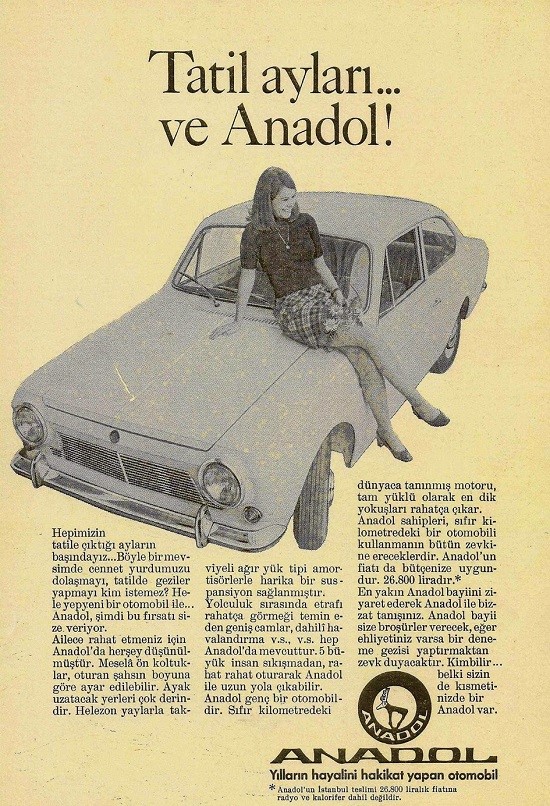 Tatil ayları...
ve Anadol!
Hepimizin
tatile çıktığı ayların
başındayız...Böyle bir mev-
simde cennet yurdumuzu
dolaşmayı, tatilde geziler
yapmayı kim istemez? He-
le yepyeni bir otomobil ile...
Anadol, şimdi bu fırsatı si-
ze veriyor.
Ailece rahat etmeniz için
Anadol'da herşey düşünül-
müştür. Meselâ ön koltuk-
lar, oturan şahsın boyuna
göre ayar edilebilir. Ayak
uzatacak yerleri çok derin-
dir. Helezon yaylarla tak-
viyeli ağır yük tipi amor-
tisörlerle harika bir sus-
pansiyon sağlanmıştır.
Yolculuk sırasında etrafı
rahatça görmeği temin e-
den geniş camlar, dahilî ha-
valandırma v.s., v.s. hep
Anadol'da mevcuttur. 5 bü-
yük insan sıkışmadan, ra-
hat rahat oturarak Anadol
ile uzun yola çıkabilir.
Anadol genç bir otomobil-
dir. Sıfır kilometredeki
dünyaca tanınmış motoru,
tam yüklü olarak en dik
yokuşları rahatça çıkar.
Anadol sahipleri, sıfır ki-
lometredeki bir otomobili
kullanmanın bütün zevki-
ne ereceklerdir. Anadol'un
fiatı da bütçenize uygun-
dur. 26.800 liradır.*
En yakın Anadol bayiini zi-
yaret ederek Anadol ile biz-
zat tanışınız. Anadol bayii
size broşürler verecek, eğer
ehliyetiniz varsa bir dene-
me gezisi yaptırmaktan
zevk duyacaktır. Kimbilir...
belki sizin
de kısmeti-
nizde bir
Anadol var.
ANADOL
ANADOL
Yılların hayalini hakikat yapan otomobil
* Anadol'un İstanbul teslimi 26.800 liralık fiatına
radyo ve kalorifer dahil değildir.